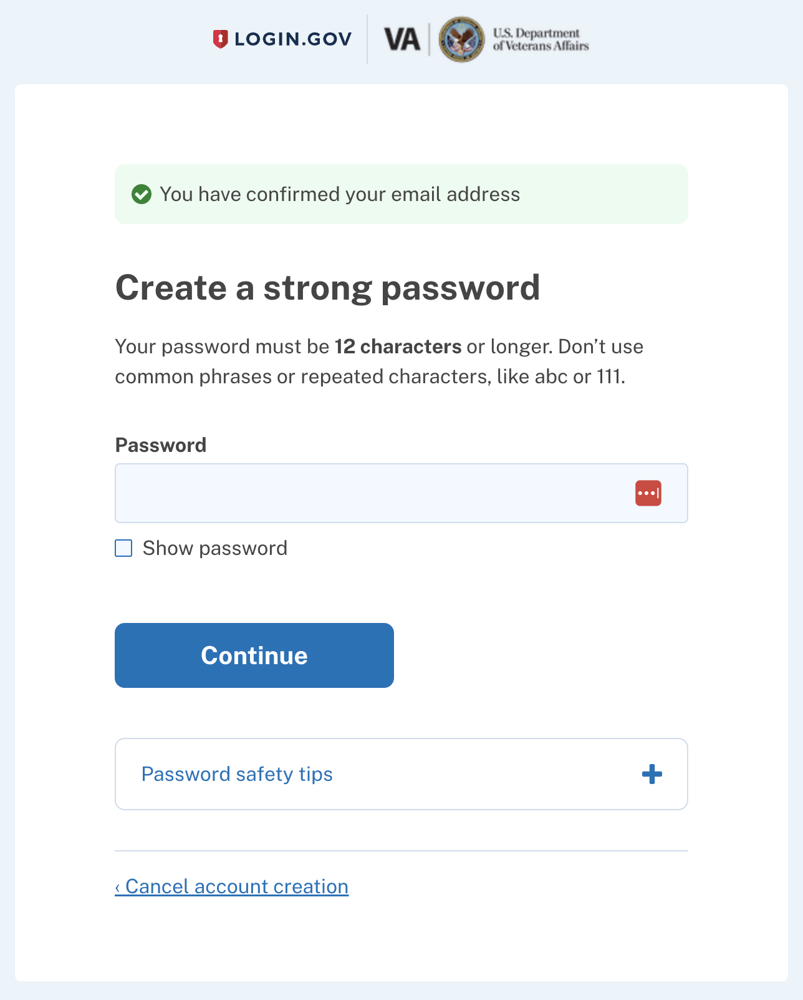 LOGIN.GOV
VA
U.S. Department
of Veterans Affairs
You have confirmed your email address
Create a strong password
Your password must be 12 characters or longer. Don’t use
common phrases or repeated characters, like abc or 111.
Password
Show password
Continue
Password safety tips
‹ Cancel account creation